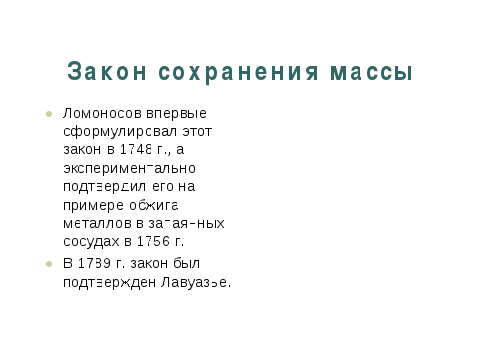 Закон сохранения массы
Ломоносов впервые
сформулировал этот
закон в 1748 г., а
экспериментально
подтвердил его на
примере обжига
металлов в запаянных
сосудах в 1756 г.
В 1789 г. закон был
подтвержден Лавуазье.